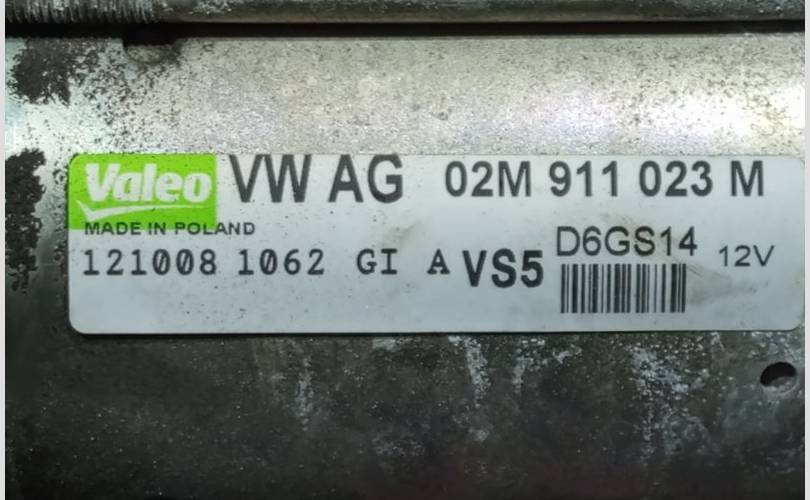 Valeo VW AG 02M 911 023 M
MADE IN POLAND
121008 1062 GI A VS5 D6GS14 12V